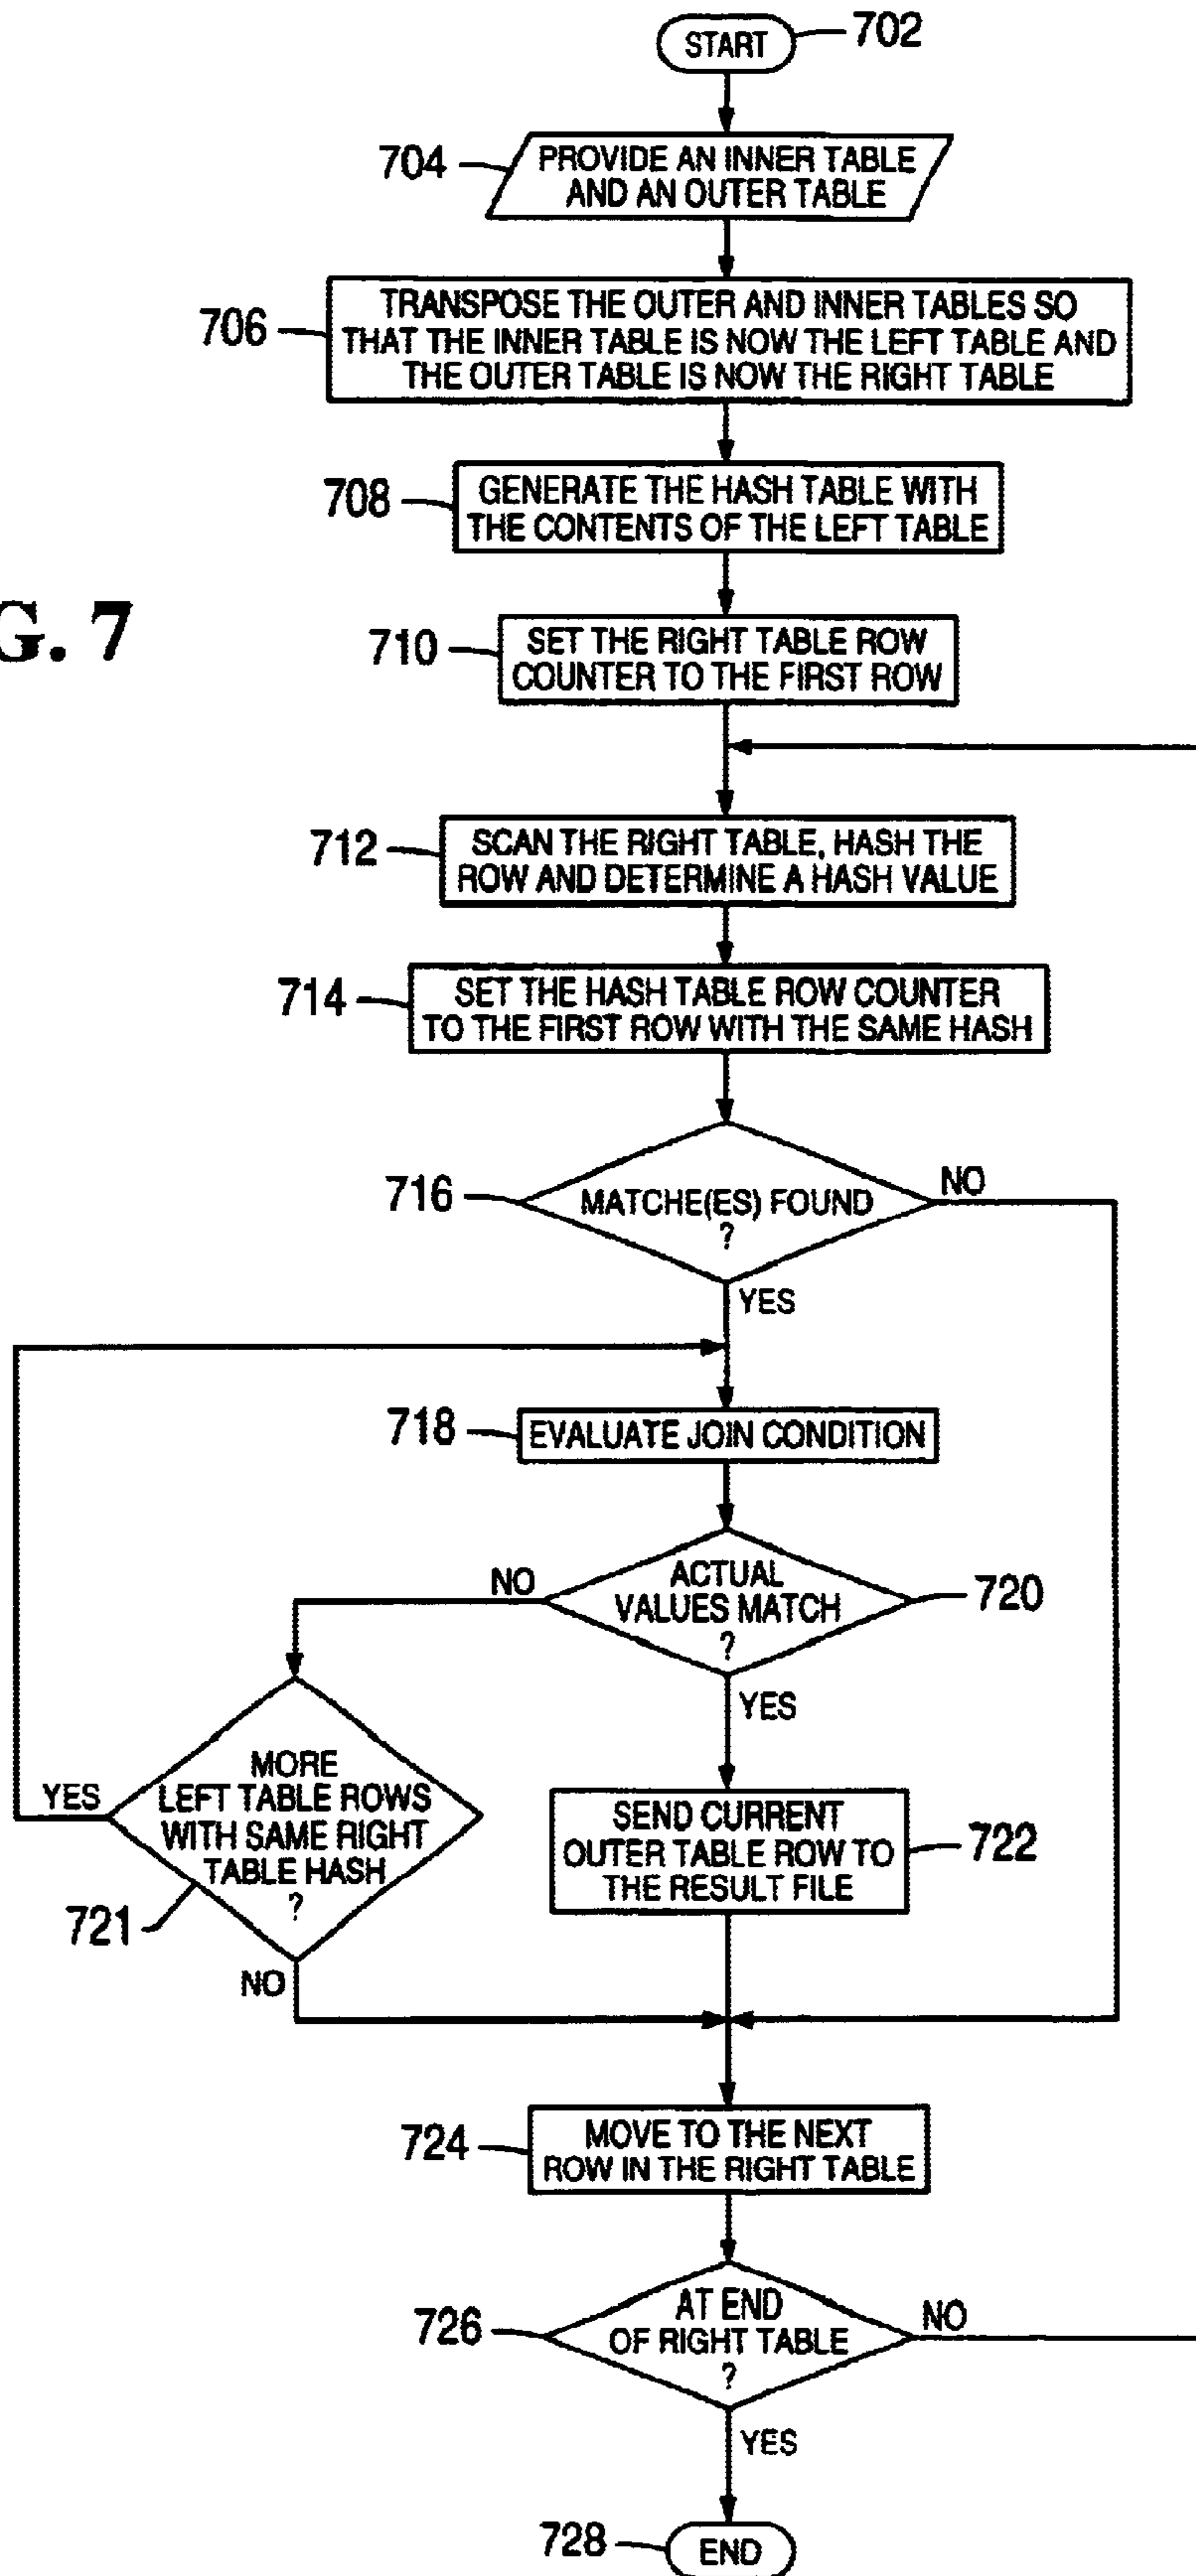 START
702
704
PROVIDE AN INNER TABLE
AND AN OUTER TABLE
706
TRANSPOSE THE OUTER AND INNER TABLES SO
THAT THE INNER TABLE IS NOW THE LEFT TABLE AND
THE OUTER TABLE IS NOW THE RIGHT TABLE
708
GENERATE THE HASH TABLE WITH
THE CONTENTS OF THE LEFT TABLE
G. 7
710
SET THE RIGHT TABLE ROW
COUNTER TO THE FIRST ROW
712
SCAN THE RIGHT TABLE, HASH THE
ROW AND DETERMINE A HASH VALUE
714
SET THE HASH TABLE ROW COUNTER
TO THE FIRST ROW WITH THE SAME HASH
716
MATCHE(ES) FOUND
?
NO
YES
718
EVALUATE JOIN CONDITION
NO
ACTUAL
VALUES MATCH
?
720
YES
YES
MORE
LEFT TABLE ROWS
WITH SAME RIGHT
TABLE HASH
?
721
NO
SEND CURRENT
OUTER TABLE ROW TO
THE RESULT FILE
722
724
MOVE TO THE NEXT
ROW IN THE RIGHT TABLE
726
AT END
OF RIGHT TABLE
?
NO
YES
728
END